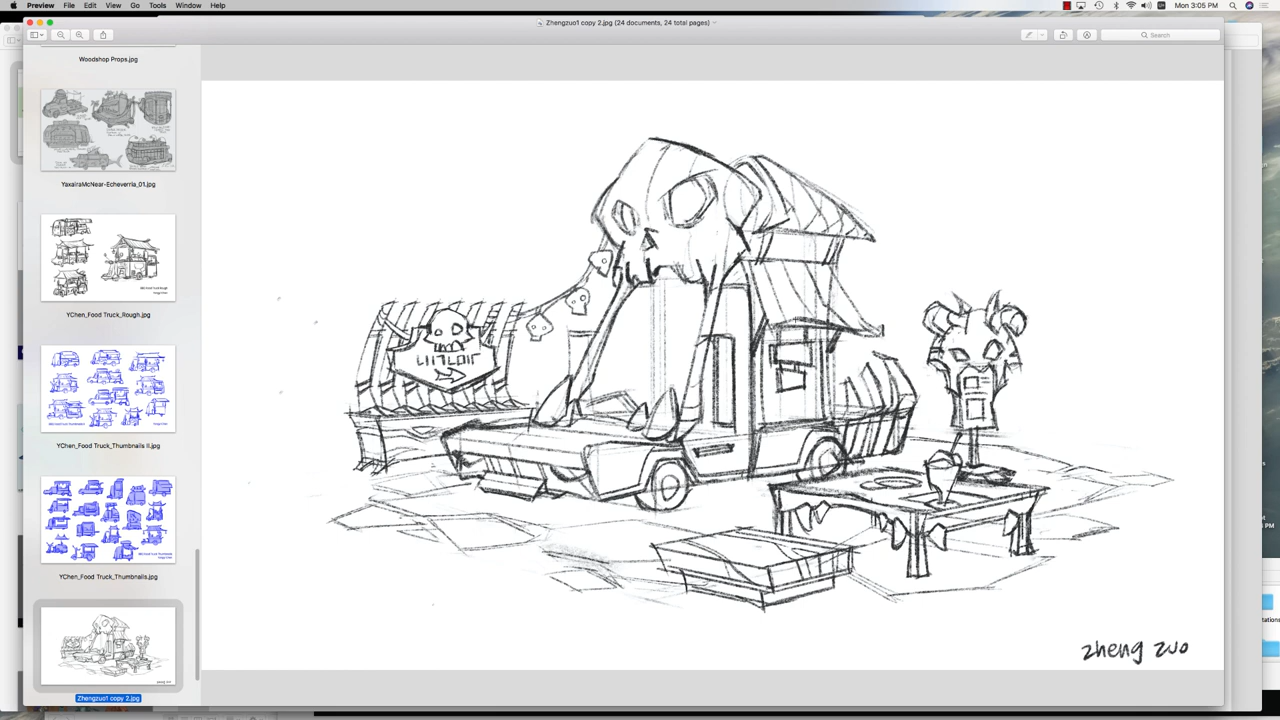 Preview File Edit View Go Tools Window Help
Mon 3:05 PM
Zhengzuo1 copy 2.jpg (24 documents, 24 total pages)
Search
Woodshop Props.jpg
YaxairaMcNear-Echeverria_01.jpg
YChen_Food Truck_Rough.jpg
YChen_Food Truck_Thumbnails II.jpg
YChen_Food Truck_Thumbnails.jpg
Zhengzuo1 copy 2.jpg
zheng zuo